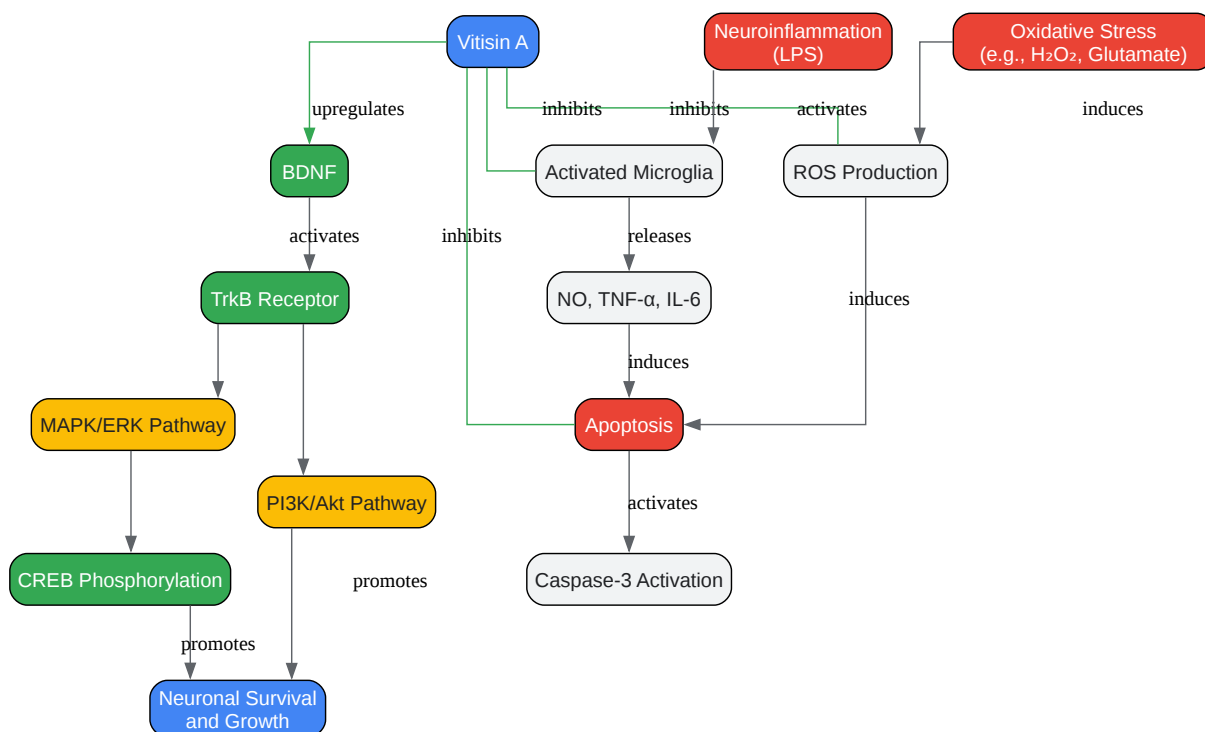 Vitisin A
Neuroinflammation
(LPS)
Oxidative Stress
(e.g., H₂O₂, Glutamate)
upregulates
inhibits
inhibits
activates
induces
BDNF
Activated Microglia
ROS Production
activates
inhibits
releases
TrkB Receptor
NO, TNF-α, IL-6
induces
induces
MAPK/ERK Pathway
Apoptosis
PI3K/Akt Pathway
activates
CREB Phosphorylation
promotes
Caspase-3 Activation
promotes
Neuronal Survival
and Growth